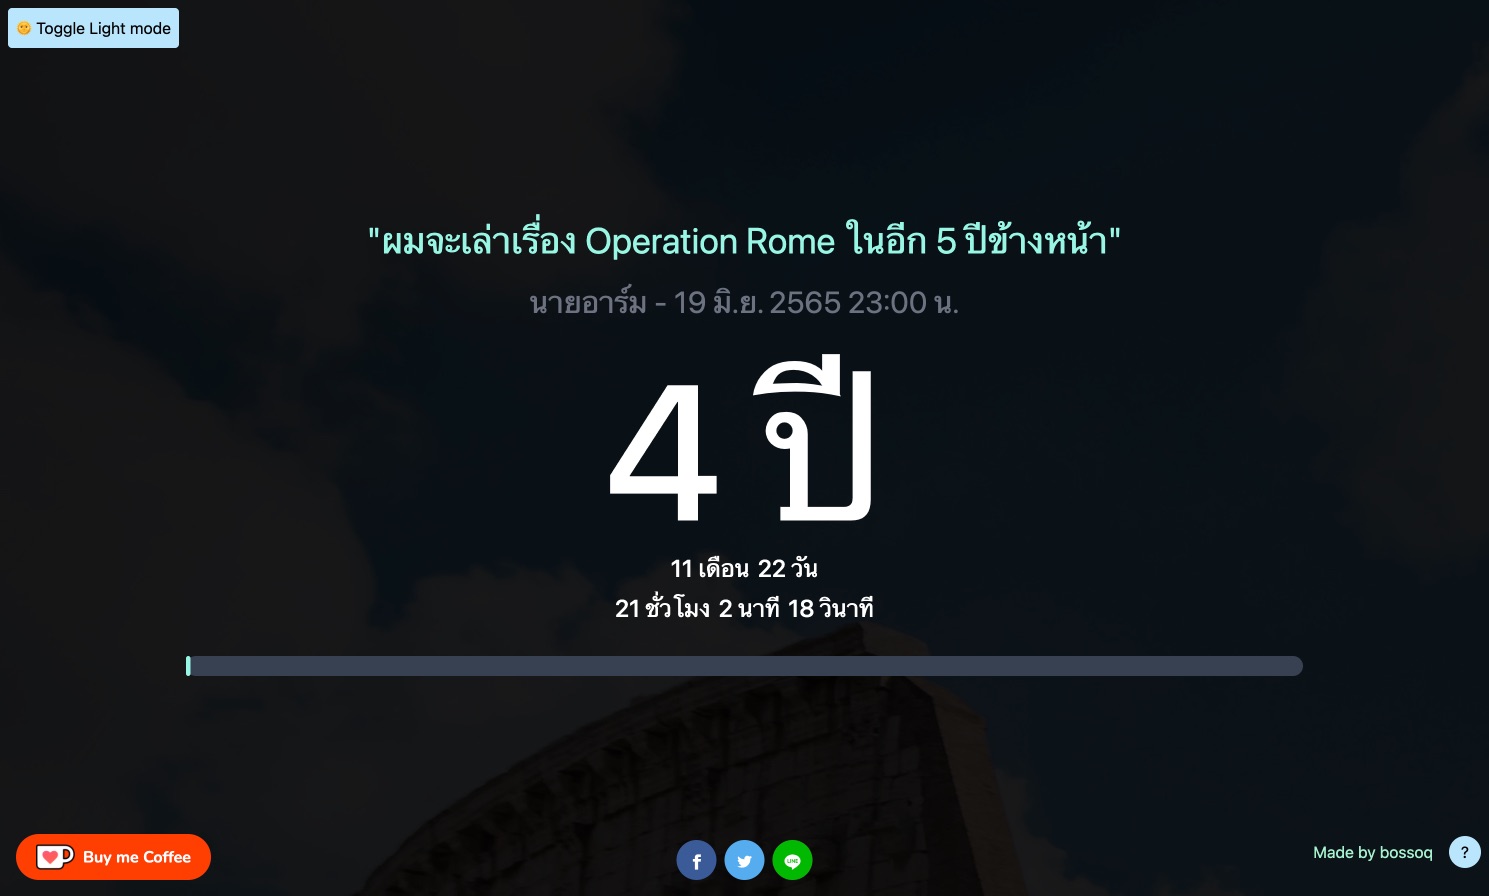 🌞 Toggle Light mode
"ผมจะเล่าเรื่อง Operation Rome ในอีก 5 ปีข้างหน้า"
นายอาร์ม - 19 มิ.ย. 2565 23:00 น.
4 ปี
11 เดือน 22 วัน
21 ชั่วโมง 2 นาที 18 วินาที
Buy me Coffee
f
LINE
Made by bossoq
?